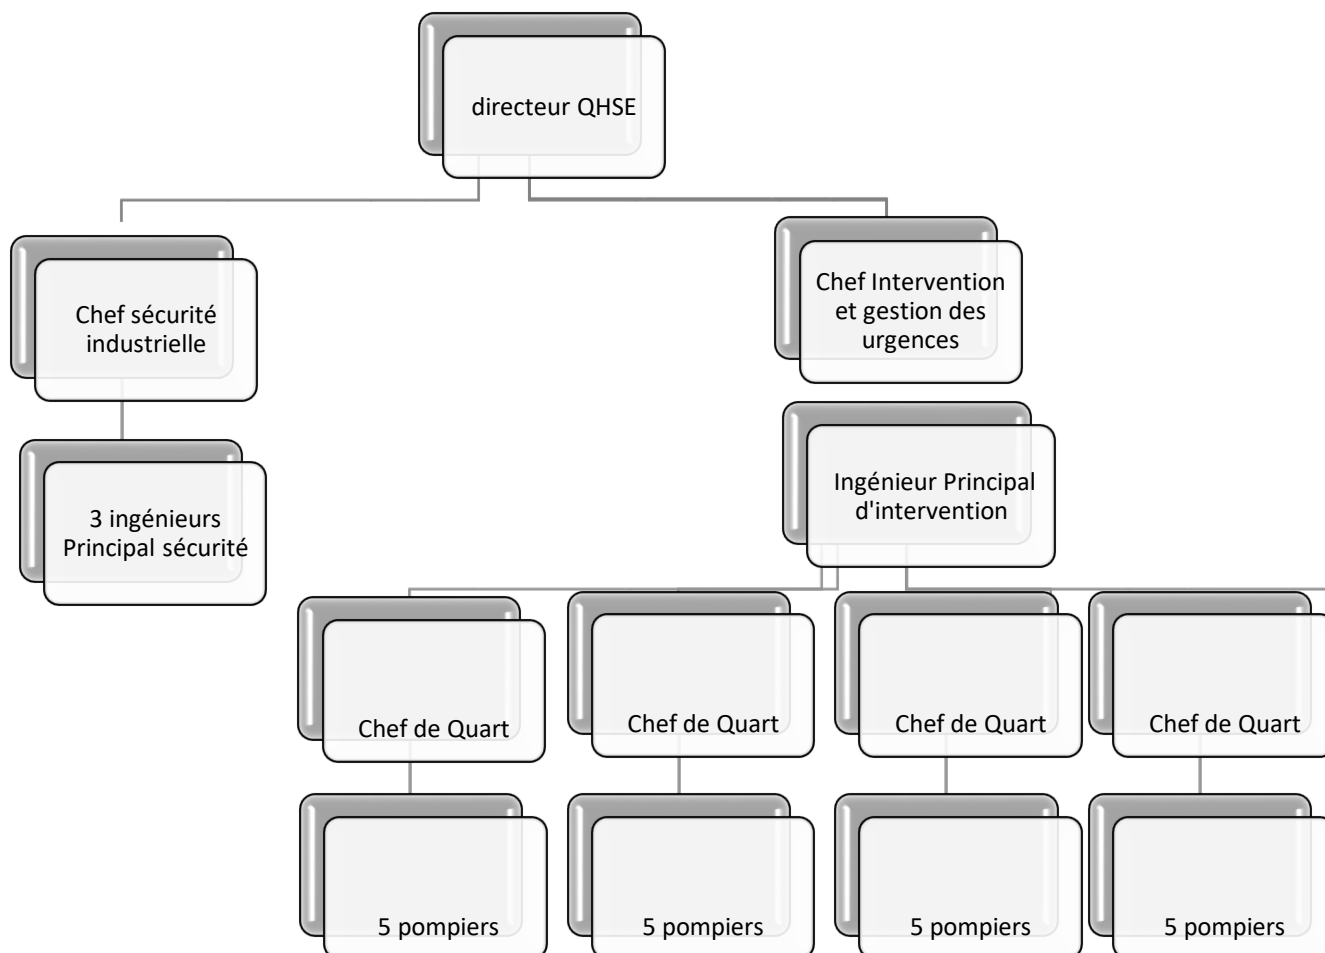 directeur QHSE
Chef sécurité
industrielle
Chef Intervention
et gestion des
urgences
3 ingénieurs
Principal sécurité
Ingénieur Principal
d'intervention
Chef de Quart
Chef de Quart
Chef de Quart
Chef de Quart
5 pompiers
5 pompiers
5 pompiers
5 pompiers